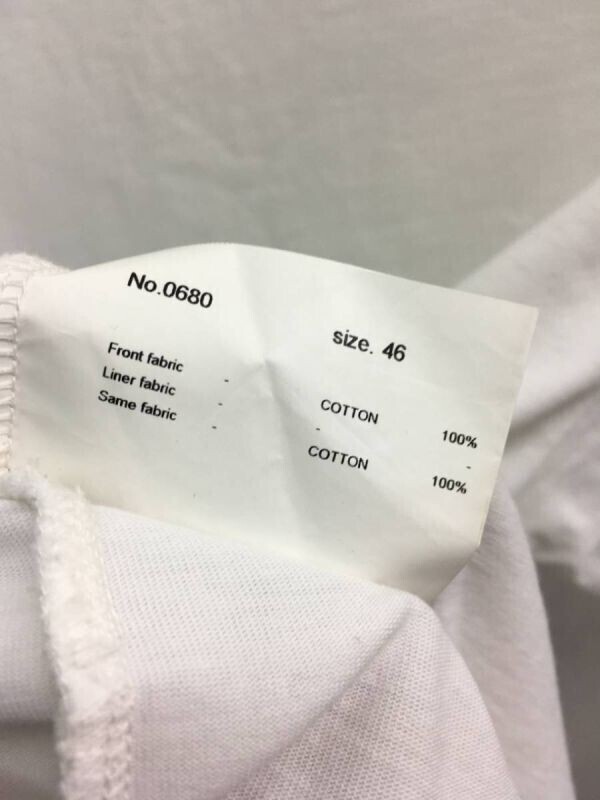 No.0680 size. 46
Front fabric - COTTON 100%
Liner fabric - - -
Same fabric - COTTON 100%